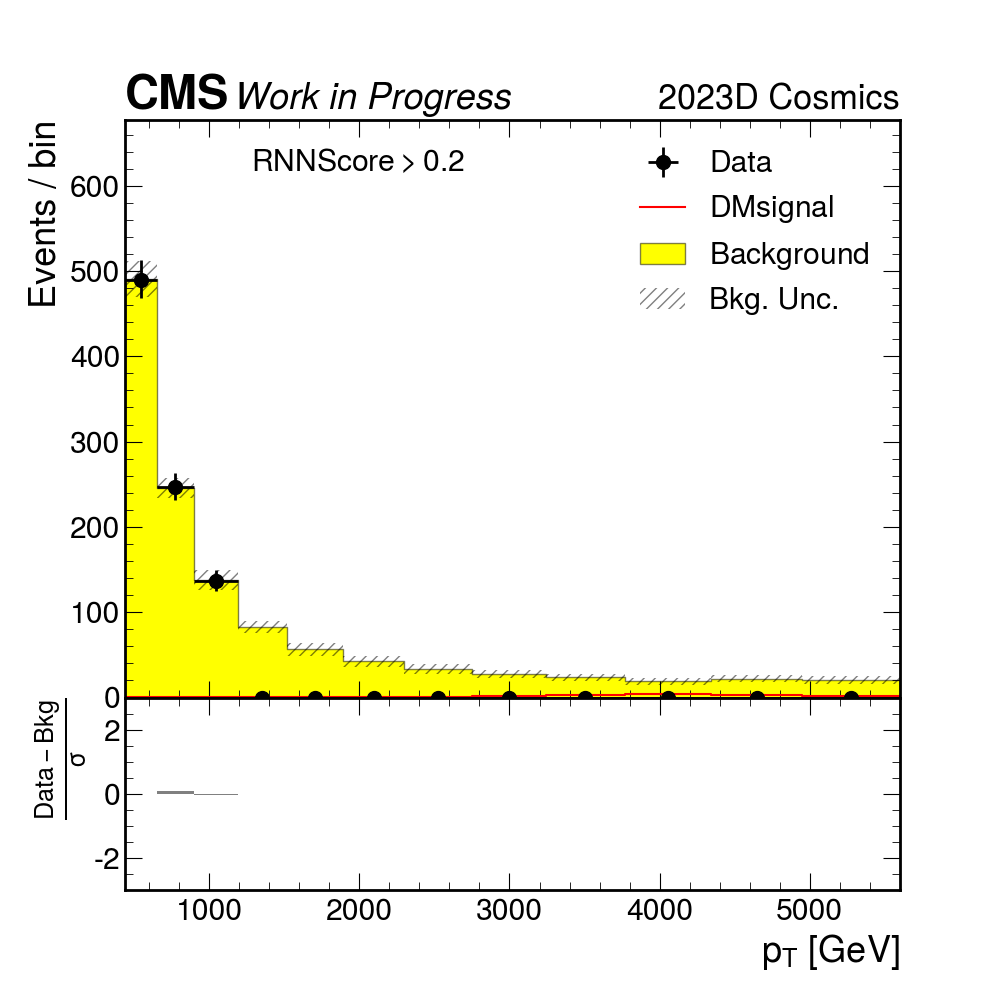 CMS Work in Progress 2023D Cosmics
Events / bin
RNNScore > 0.2
Data
DMsignal
Background
Bkg. Unc.
600
500
400
300
200
100
0
Data – Bkg
σ
2
0
-2
1000 2000 3000 4000 5000
pT [GeV]